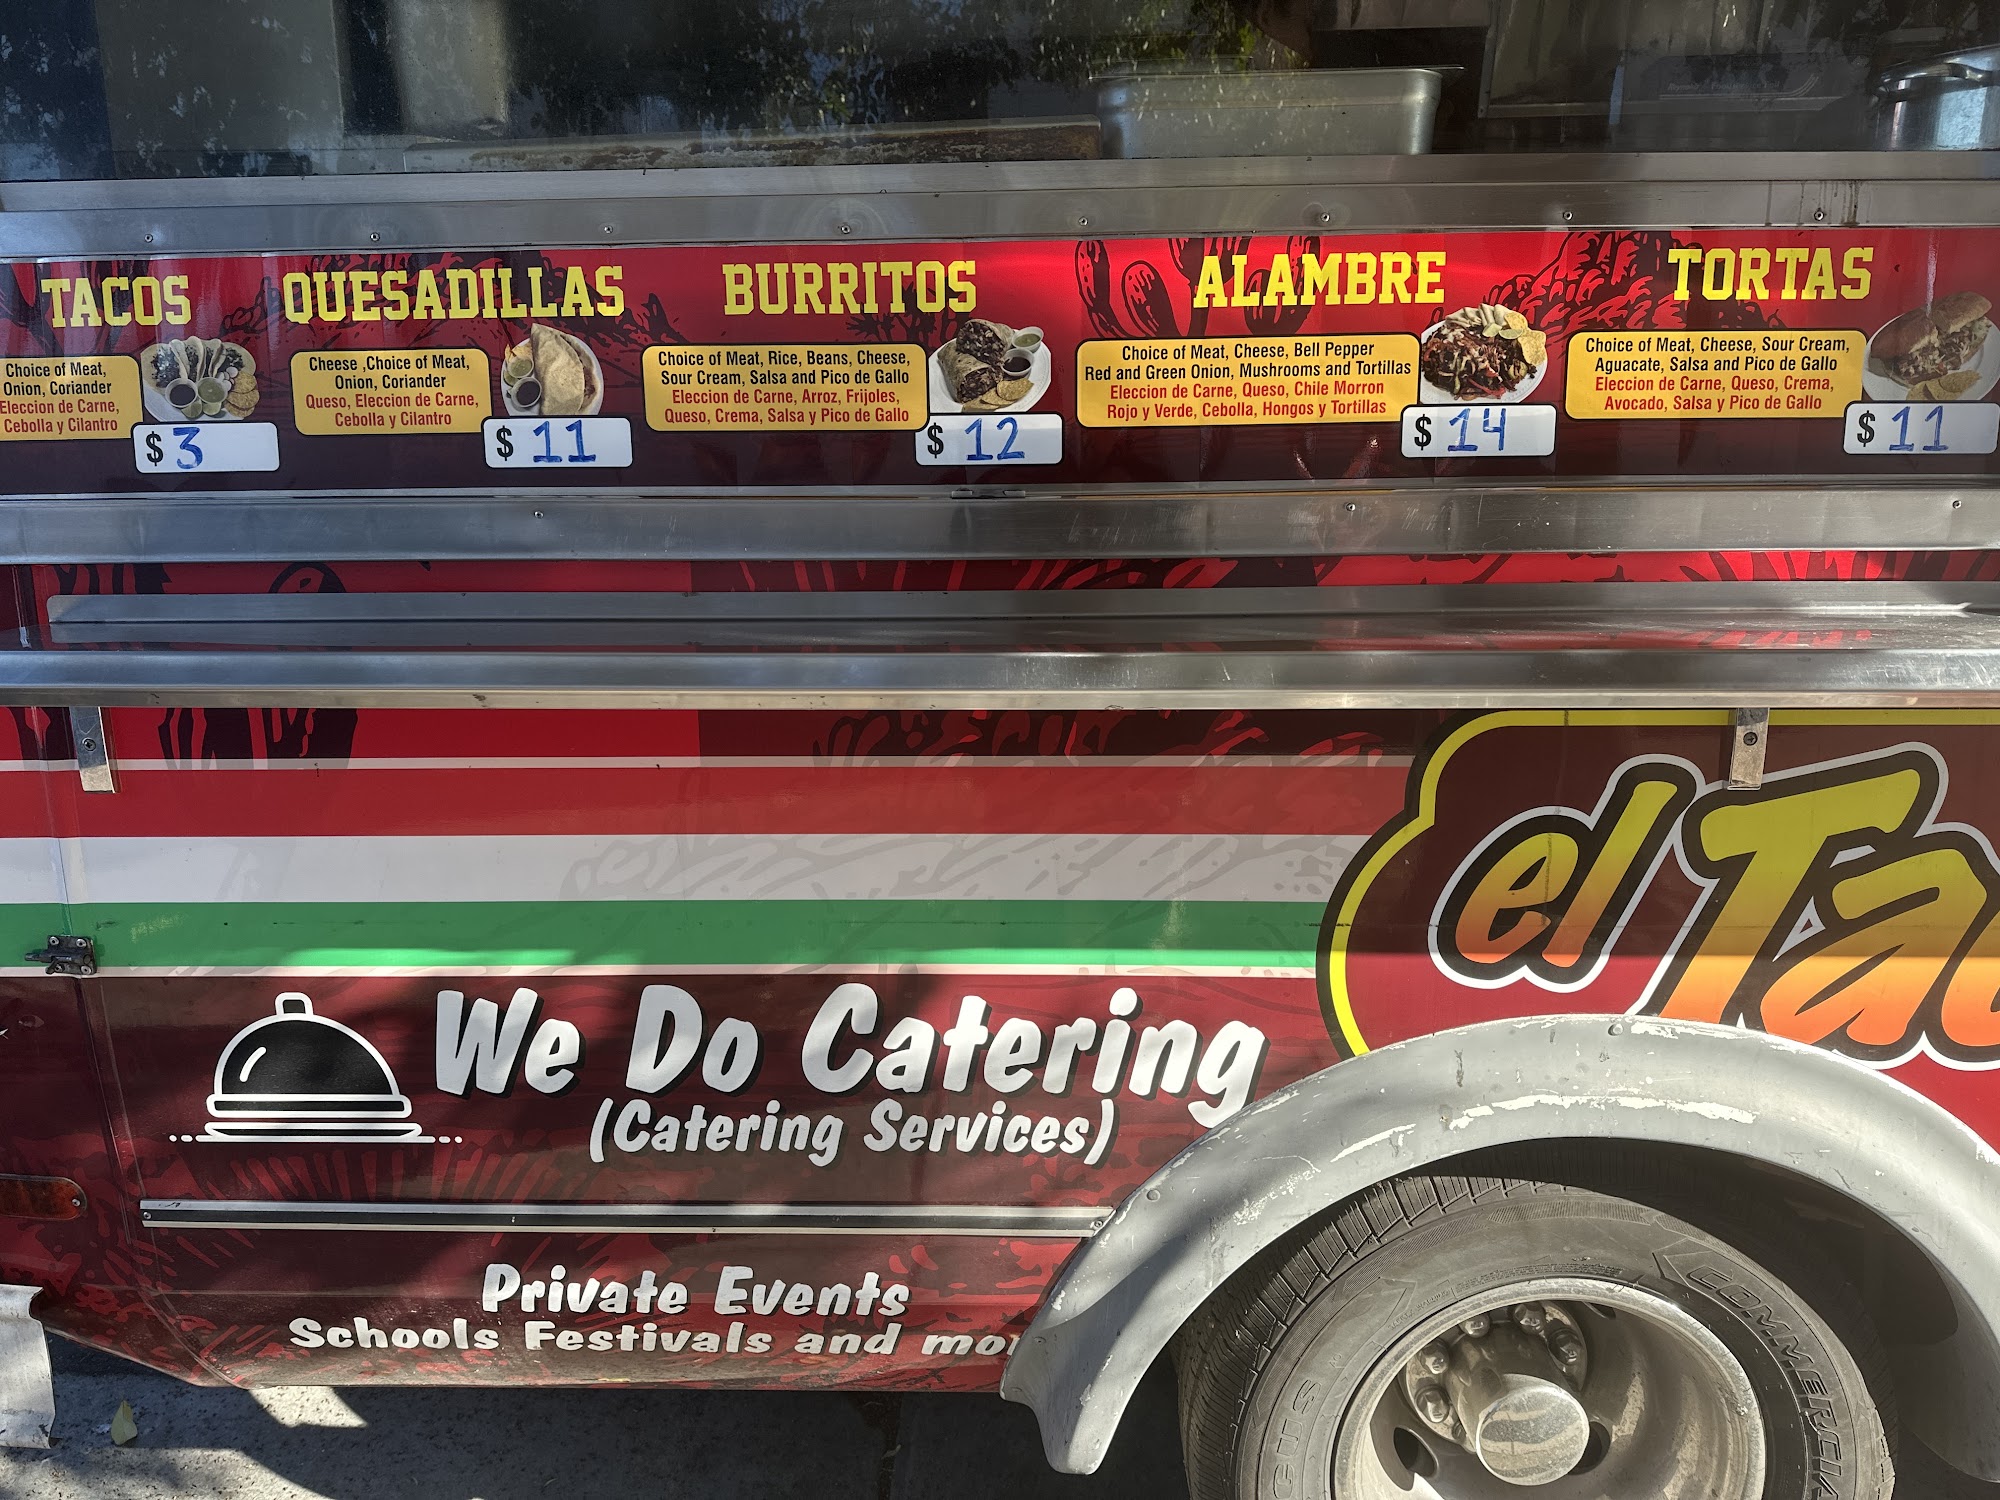 TACOS
Choice of Meat,
Onion, Coriander
Eleccion de Carne,
Cebolla y Cilantro
$ 3
QUESADILLAS
Cheese ,Choice of Meat,
Onion, Coriander
Queso, Eleccion de Carne,
Cebolla y Cilantro
$ 11
BURRITOS
Choice of Meat, Rice, Beans, Cheese,
Sour Cream, Salsa and Pico de Gallo
Eleccion de Carne, Arroz, Frijoles,
Queso, Crema, Salsa y Pico de Gallo
$ 12
ALAMBRE
Choice of Meat, Cheese, Bell Pepper
Red and Green Onion, Mushrooms and Tortillas
Eleccion de Carne, Queso, Chile Morron
Rojo y Verde, Cebolla, Hongos y Tortillas
$ 14
TORTAS
Choice of Meat, Cheese, Sour Cream,
Aguacate, Salsa and Pico de Gallo
Eleccion de Carne, Queso, Crema,
Avocado, Salsa y Pico de Gallo
$ 11
el
We Do Catering
(Catering Services)
Private Events
Schools Festivals and